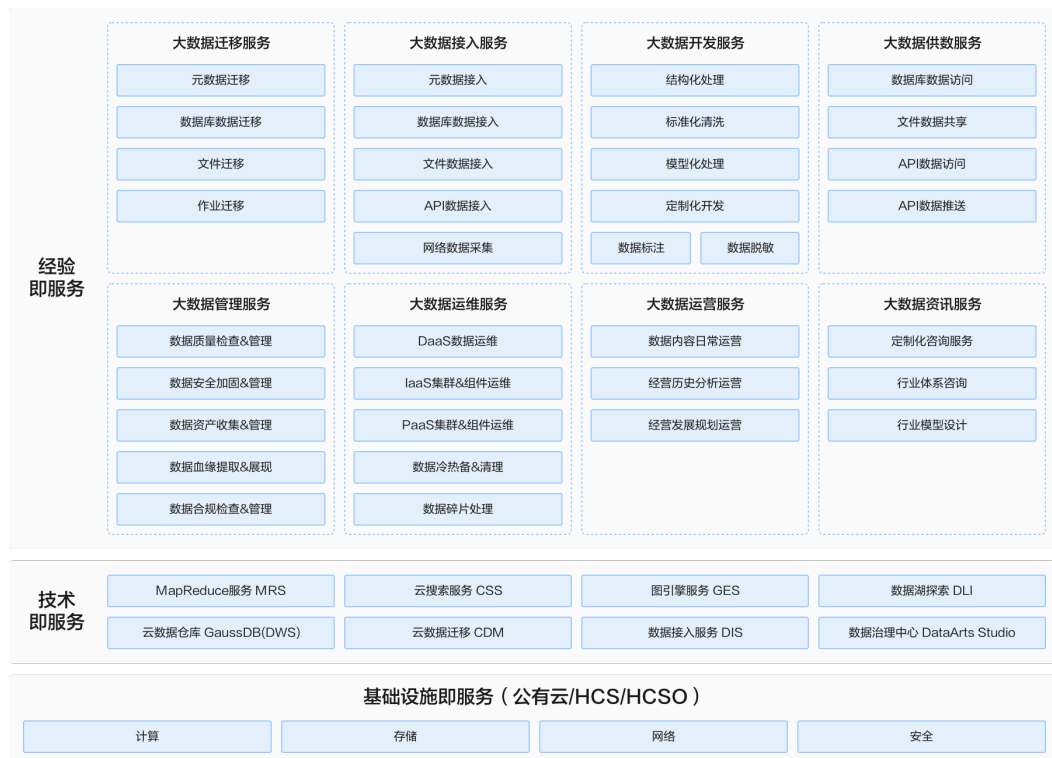 经验
即服务
大数据迁移服务
元数据迁移
数据库数据迁移
文件迁移
作业迁移
大数据接入服务
元数据接入
数据库数据接入
文件数据接入
API数据接入
网络数据采集
大数据开发服务
结构化处理
标准化清洗
模型化处理
定制化开发
数据标注
数据脱敏
大数据供数服务
数据库数据访问
文件数据共享
API数据访问
API数据推送
大数据管理服务
数据质量检查&管理
数据安全加固&管理
数据资产收集&管理
数据血缘提取&展现
数据合规检查&管理
大数据运维服务
DaaS数据运维
IaaS集群&组件运维
PaaS集群&组件运维
数据冷热备&清理
数据碎片处理
大数据运营服务
数据内容日常运营
经营历史分析运营
经营发展规划运营
大数据资讯服务
定制化咨询服务
行业体系咨询
行业模型设计
技术
即服务
MapReduce服务 MRS
云搜索服务 CSS
图引擎服务 GES
数据湖探索 DLI
云数据仓库 GaussDB(DWS)
云数据迁移 CDM
数据接入服务 DIS
数据治理中心 DataArts Studio
基础设施即服务（公有云/HCS/HCSO）
计算
存储
网络
安全